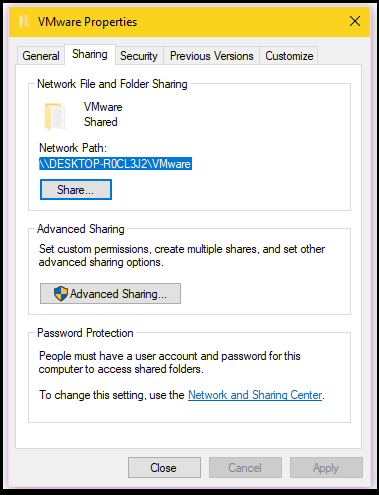 VMware Properties
General Sharing Security Previous Versions Customize
Network File and Folder Sharing
VMware
Shared
Network Path:
\\DESKTOP-R0CL3J2\VMware
Share...
Advanced Sharing
Set custom permissions, create multiple shares, and set other
advanced sharing options.
Advanced Sharing...
Password Protection
People must have a user account and password for this
computer to access shared folders.
To change this setting, use the Network and Sharing Center.
Close Cancel Apply